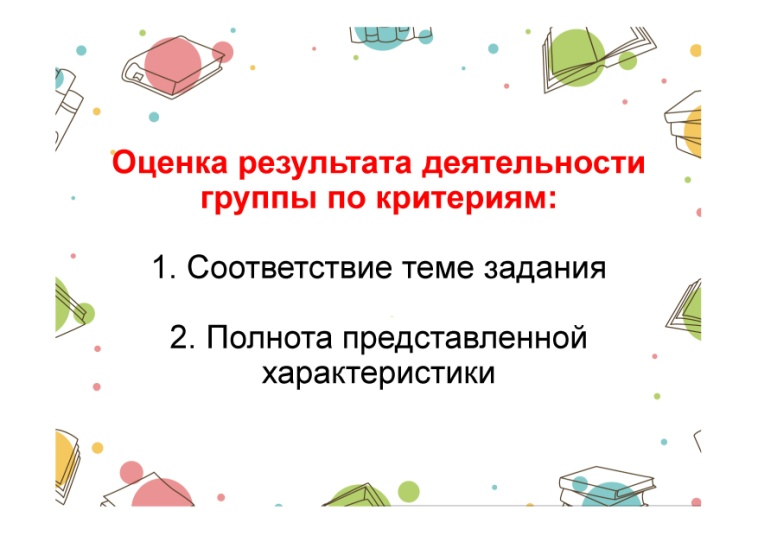 Оценка результата деятельности
группы по критериям:
1. Соответствие теме задания
2. Полнота представленной
характеристики